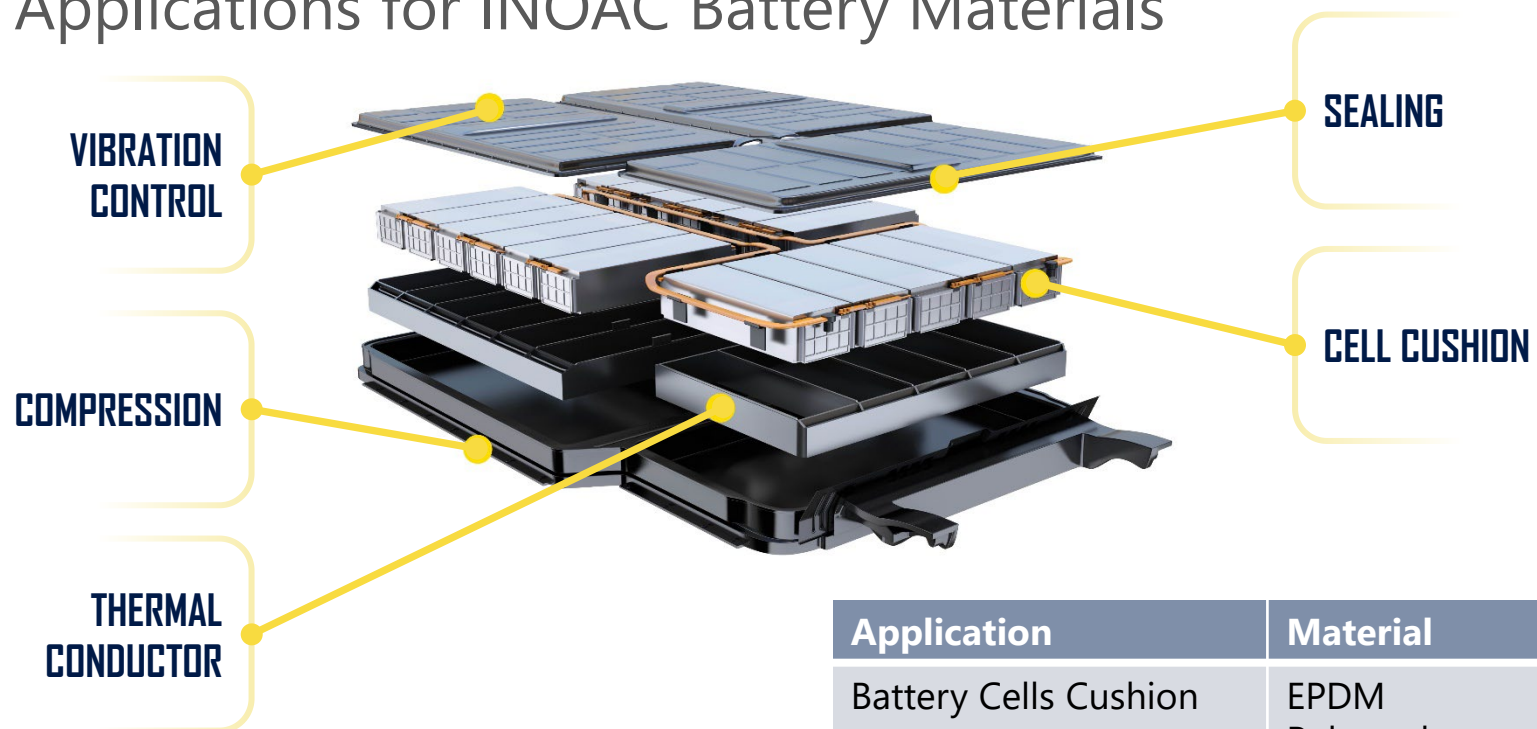 Applications for INOAC Battery Materials
VIBRATION
CONTROL
COMPRESSION
THERMAL
CONDUCTOR
SEALING
CELL CUSHION
Application Material
Battery Cells Cushion EPDM